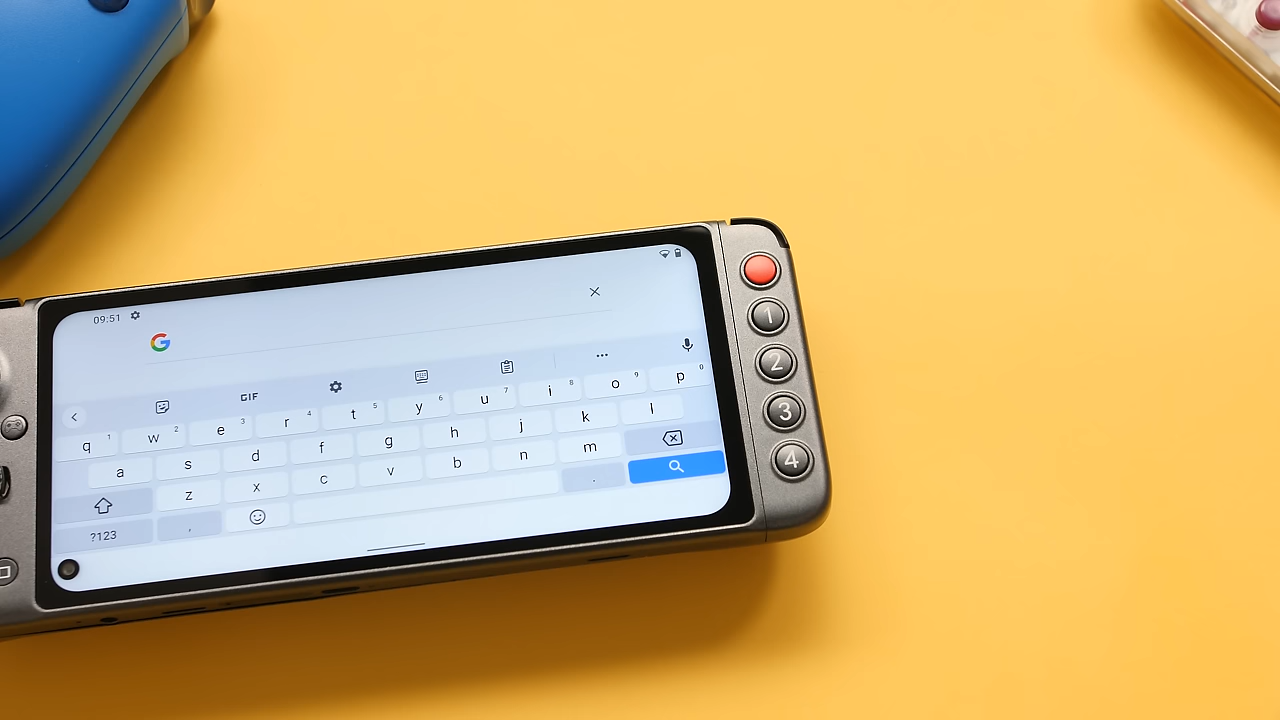 09:51
G
GIF
q 1 w 2 e 3 r 4 t 5 y 6 u 7 i 8 o 9 p 0
a s d f g h j k l
z x c v b n m
?123 , .
1
2
3
4